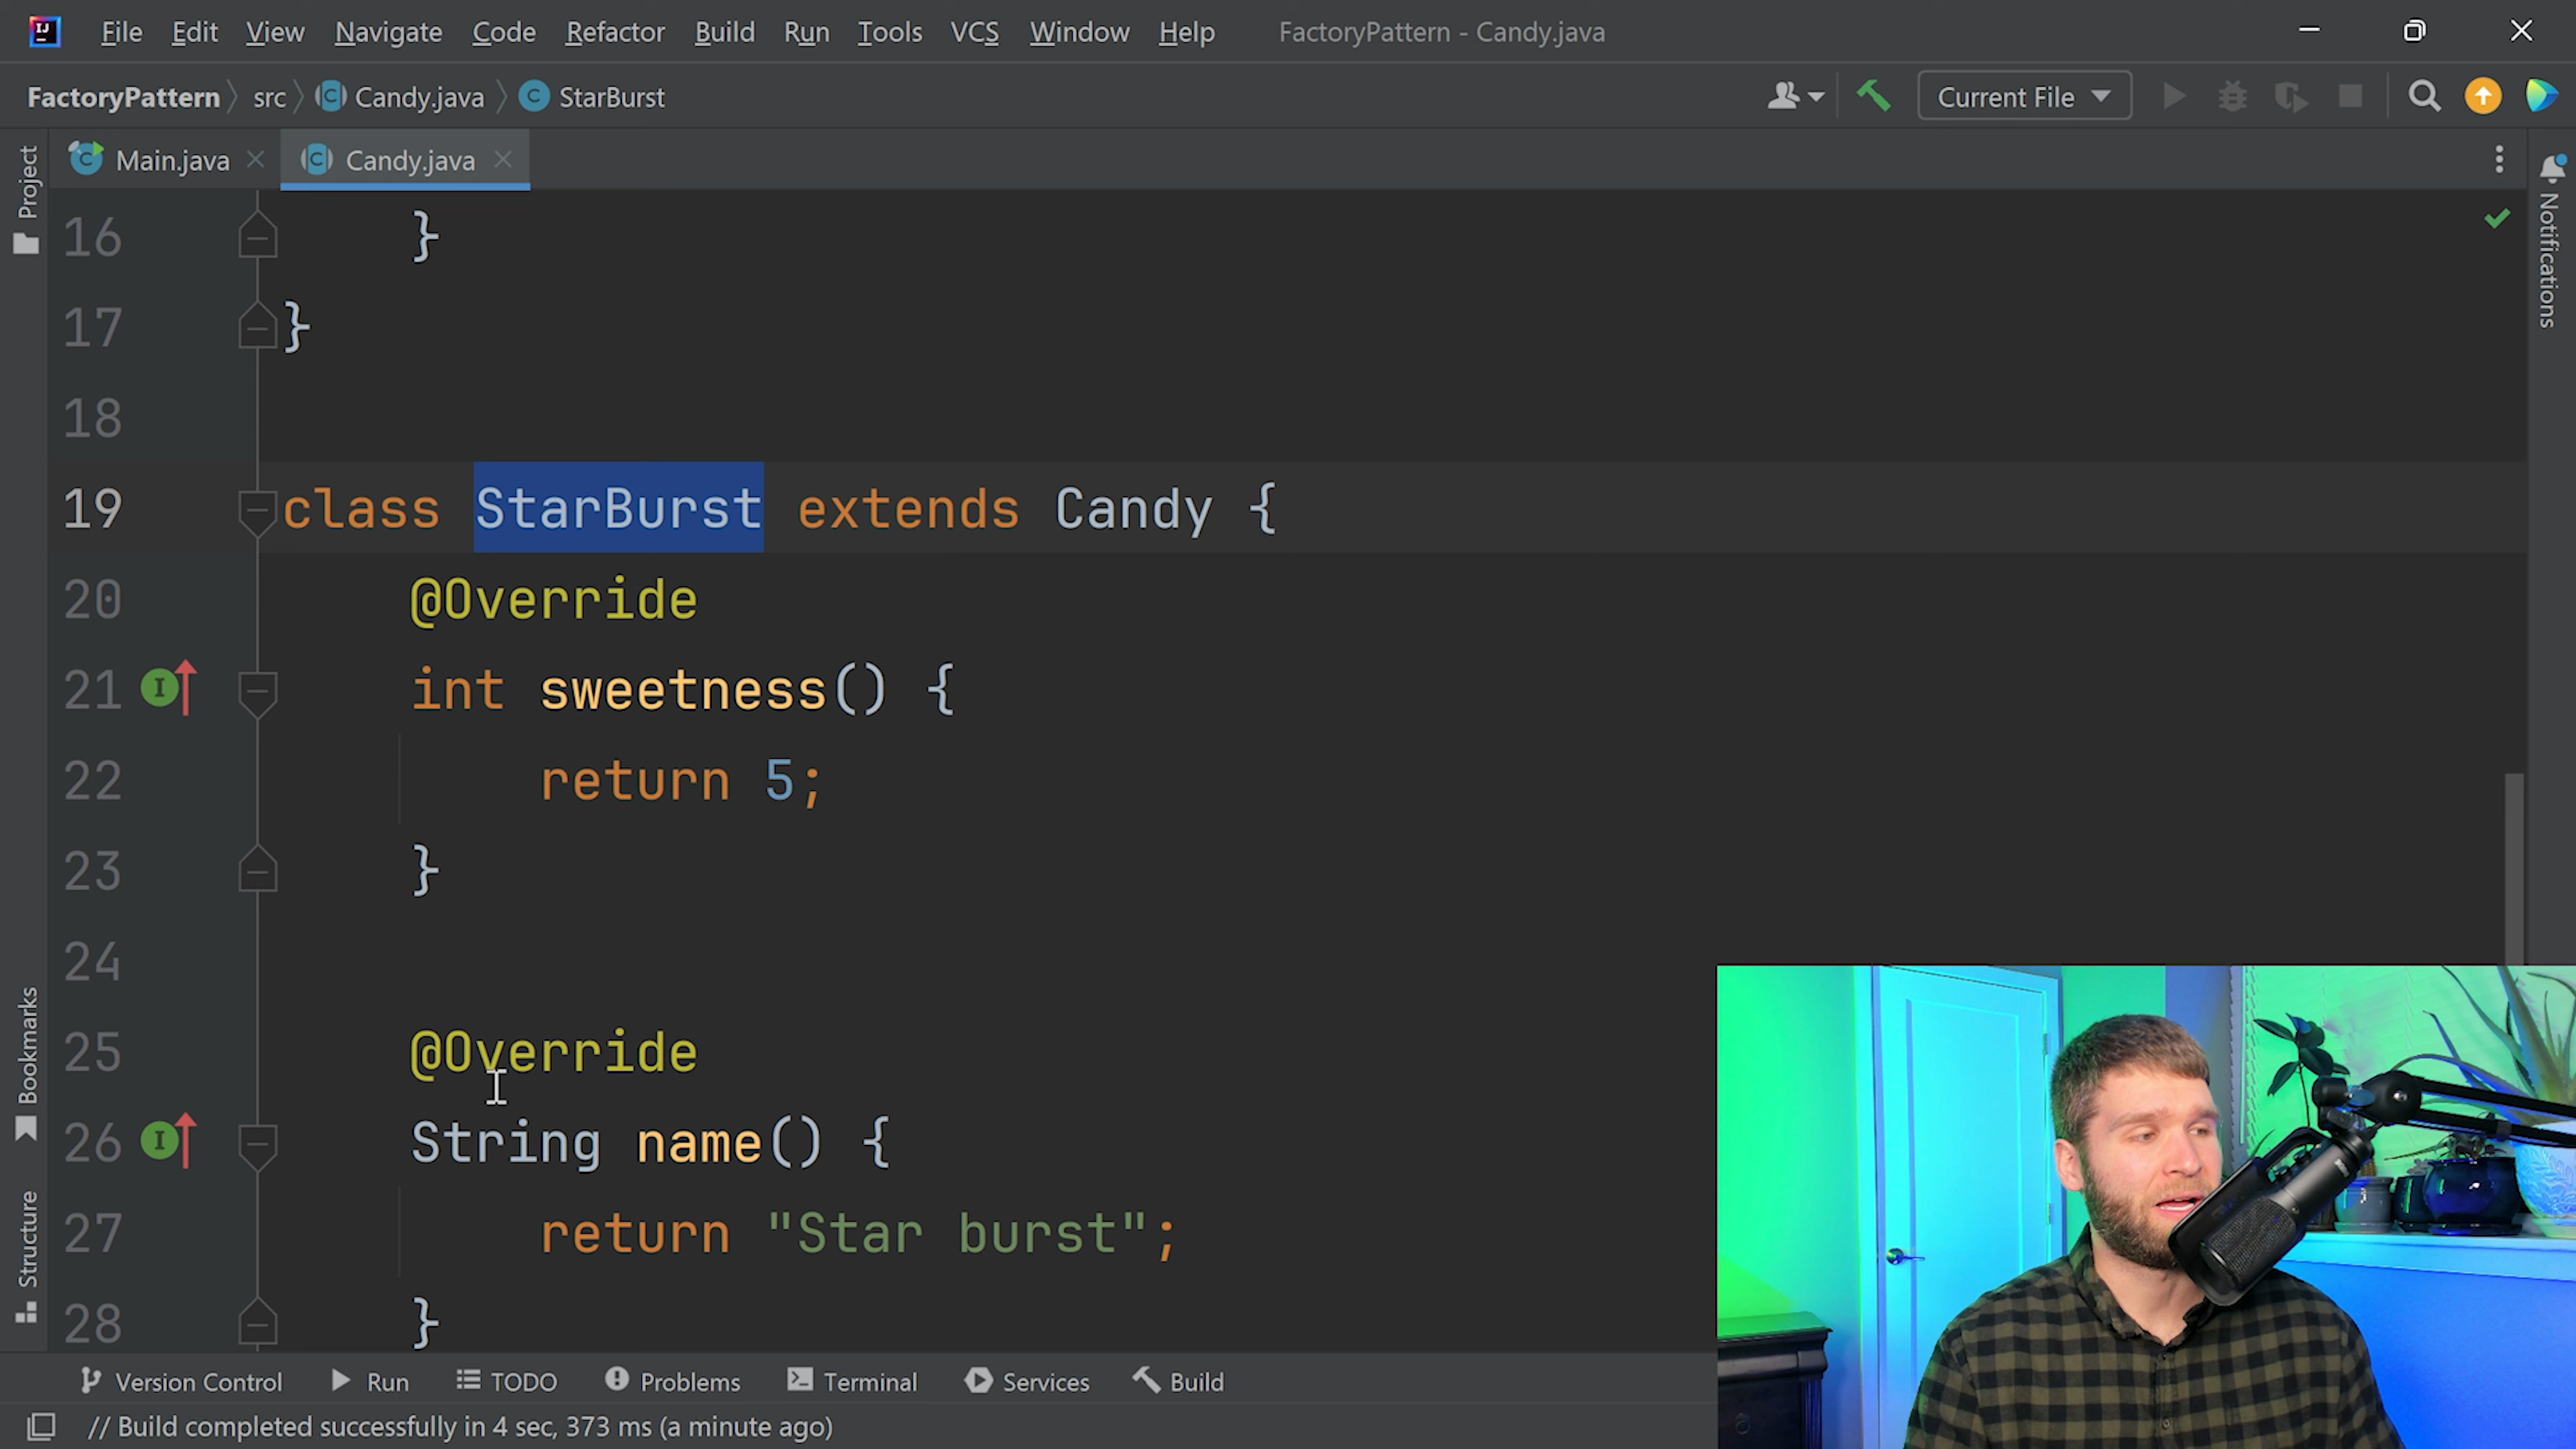 File Edit View Navigate Code Refactor Build Run Tools VCS Window Help FactoryPattern - Candy.java
FactoryPattern src Candy.java StarBurst Current File
Main.java Candy.java
Project
Notifications
Bookmarks
Structure
16 }
17 }
18
19 class StarBurst extends Candy {
20 @Override
21 int sweetness() {
22 return 5;
23 }
24
25 @Override
26 String name() {
27 return "Star burst";
28 }
Version Control Run TODO Problems Terminal Services Build
// Build completed successfully in 4 sec, 373 ms (a minute ago)